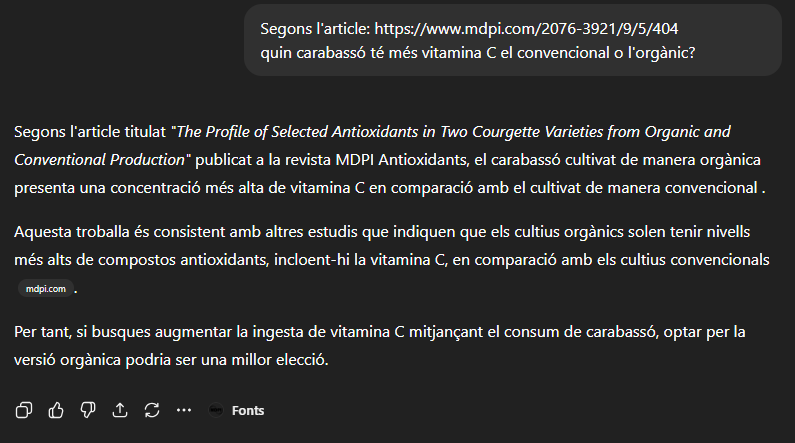 Segons l'article: https://www.mdpi.com/2076-3921/9/5/404
quin carabassó té més vitamina C el convencional o l'orgànic?
Segons l'article titulat "The Profile of Selected Antioxidants in Two Courgette Varieties from Organic and
Conventional Production" publicat a la revista MDPI Antioxidants, el carabassó cultivat de manera orgànica
presenta una concentració més alta de vitamina C en comparació amb el cultivat de manera convencional .
Aquesta troballa és consistent amb altres estudis que indiquen que els cultius orgànics solen tenir nivells
més alts de compostos antioxidants, incloent-hi la vitamina C, en comparació amb els cultius convencionals
mdpi.com .
Per tant, si busques augmentar la ingesta de vitamina C mitjançant el consum de carabassó, optar per la
versió orgànica podria ser una millor elecció.
Fonts